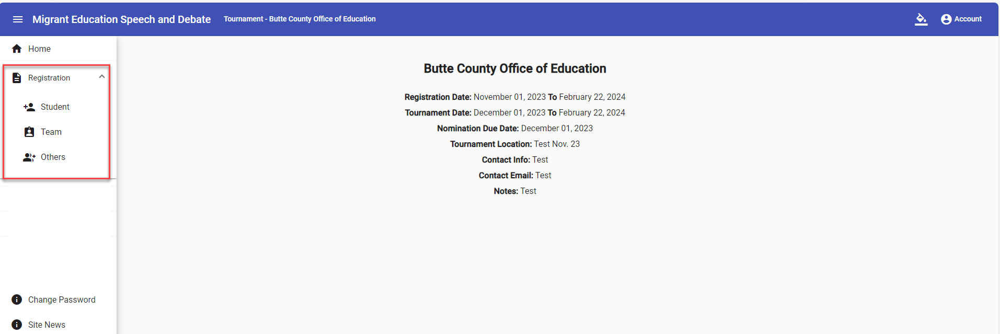 Migrant Education Speech and Debate
Tournament - Butte County Office of Education
Account
Home
Registration
Student
Team
Others
Change Password
Site News
Butte County Office of Education
Registration Date: November 01, 2023 To February 22, 2024
Tournament Date: December 01, 2023 To February 22, 2024
Nomination Due Date: December 01, 2023
Tournament Location: Test Nov. 23
Contact Info: Test
Contact Email: Test
Notes: Test